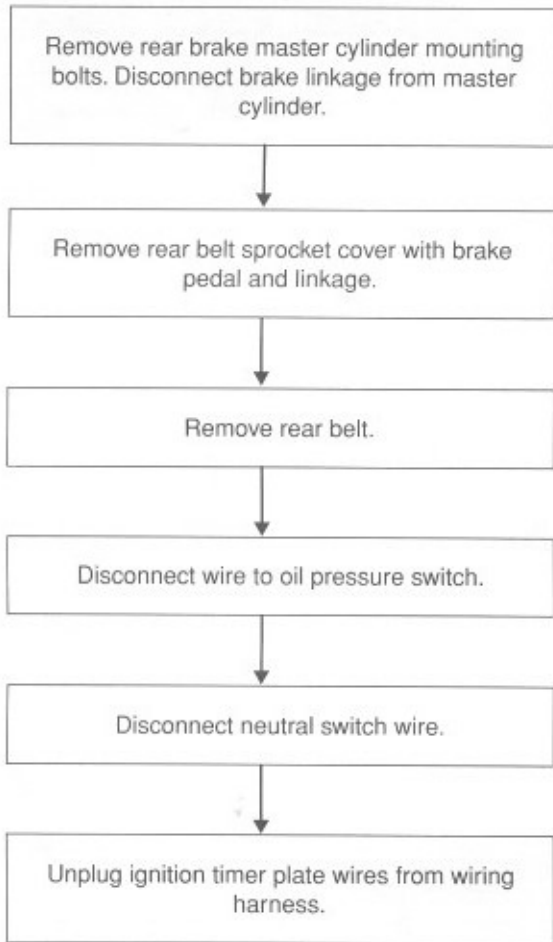 Remove rear brake master cylinder mounting
bolts. Disconnect brake linkage from master
cylinder.
Remove rear belt sprocket cover with brake
pedal and linkage.
Remove rear belt.
Disconnect wire to oil pressure switch.
Disconnect neutral switch wire.
Unplug ignition timer plate wires from wiring
harness.